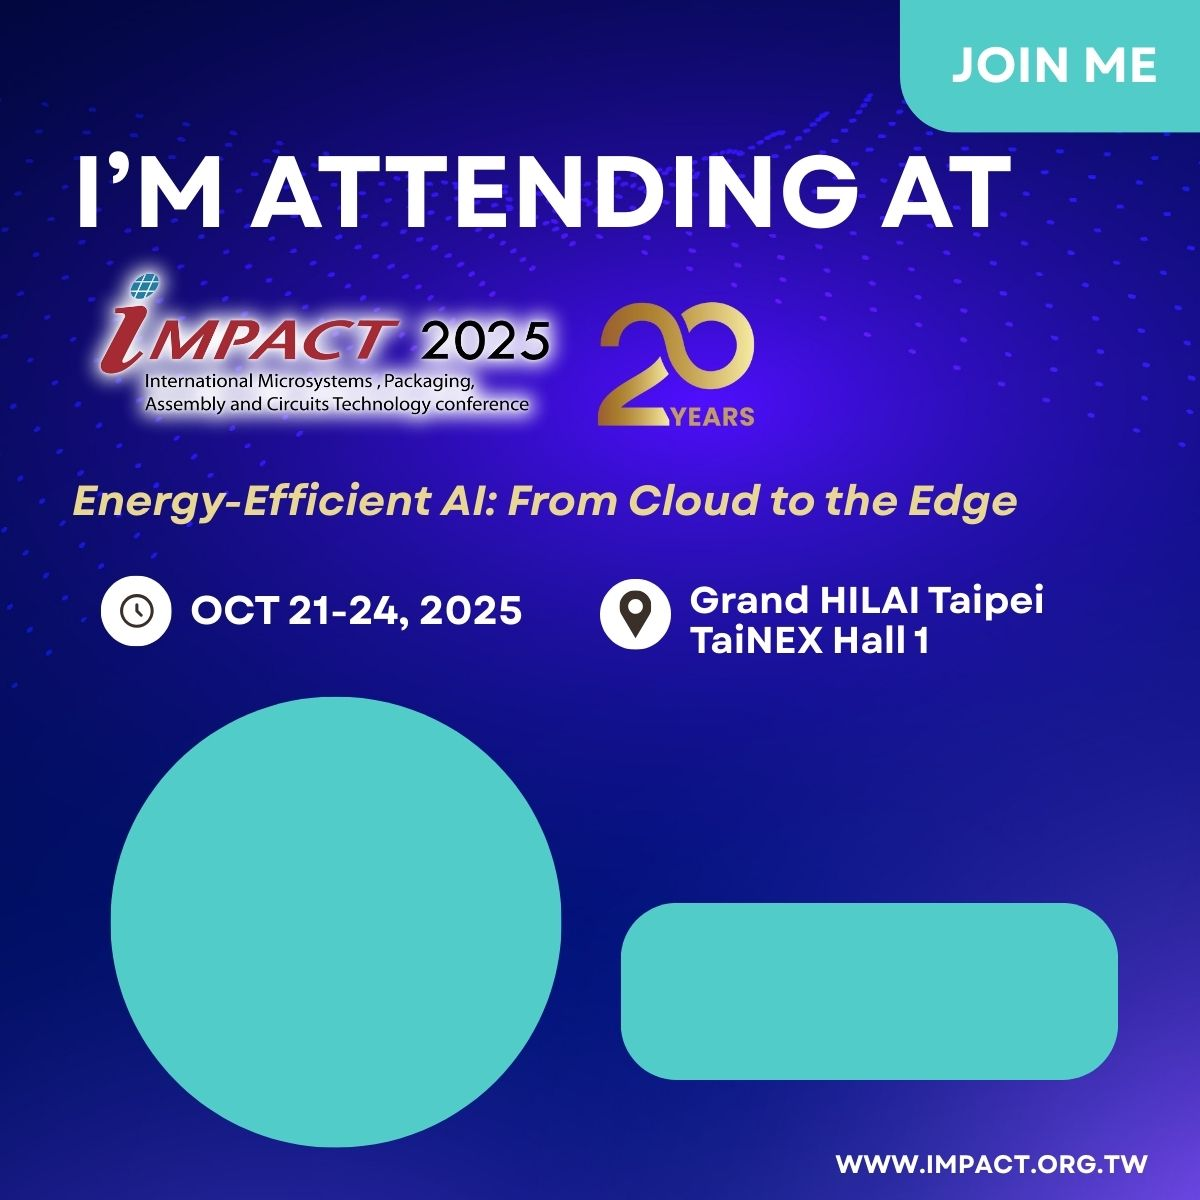 JOIN ME
I’M ATTENDING AT
iMPACT 2025
International Microsystems , Packaging,
Assembly and Circuits Technology conference
20
YEARS
Energy-Efficient AI: From Cloud to the Edge
OCT 21-24, 2025
Grand HILAI Taipei
TaiNEX Hall 1
WWW.IMPACT.ORG.TW